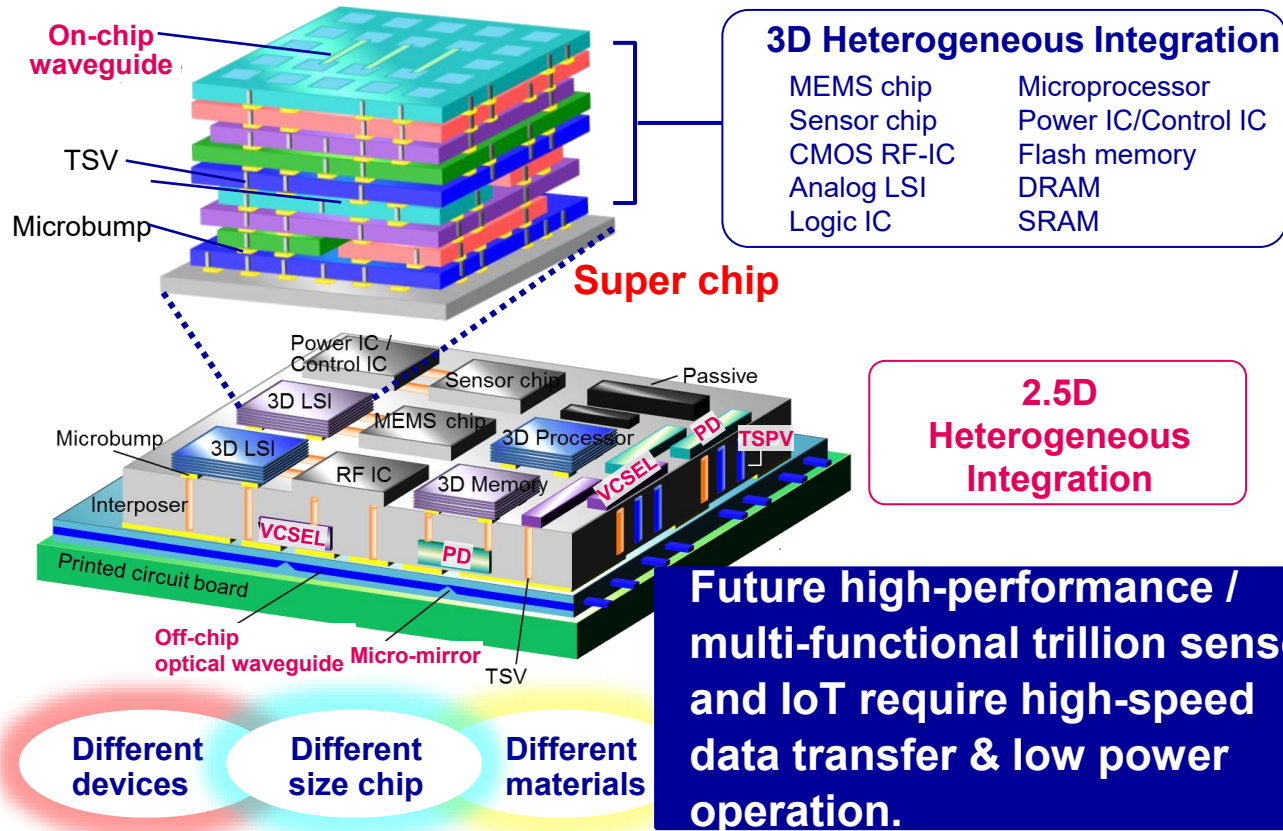 On-chip
waveguide
TSV
Microbump
3D Heterogeneous Integration
MEMS chip
Sensor chip
CMOS RF-IC
Analog LSI
Logic IC
Microprocessor
Power IC/Control IC
Flash memory
DRAM
SRAM
Super chip
Power IC /
Control IC
Sensor chip
Passive
3D LSI
MEMS chip
PD
Microbump
3D LSI
3D Processor
TSPV
RF IC
3D Memory
VCSEL
Interposer
VCSEL
PD
Printed circuit board
Off-chip
optical waveguide
Micro-mirror
TSV
2.5D
Heterogeneous
Integration
Different
devices
Different
size chip
Different
materials
Future high-performance /
multi-functional trillion sens
and IoT require high-speed
data transfer & low power
operation.